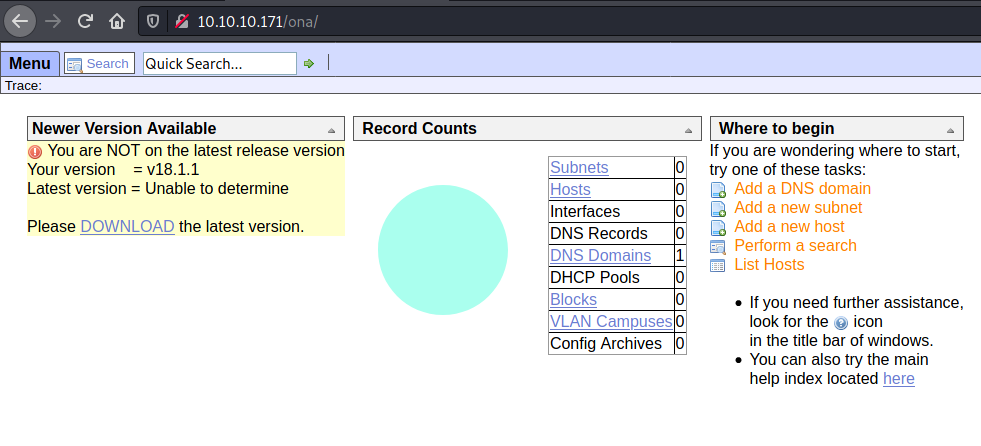 10.10.10.171/ona/
Menu Search Quick Search...
Trace:
Newer Version Available
You are NOT on the latest release version
Your version = v18.1.1
Latest version = Unable to determine
Please DOWNLOAD the latest version.
Record Counts
Subnets 0
Hosts 0
Interfaces 0
DNS Records 0
DNS Domains 1
DHCP Pools 0
Blocks 0
VLAN Campuses 0
Config Archives 0
Where to begin
If you are wondering where to start,
try one of these tasks:
Add a DNS domain
Add a new subnet
Add a new host
Perform a search
List Hosts
If you need further assistance,
look for the ? icon
in the title bar of windows.
You can also try the main
help index located here